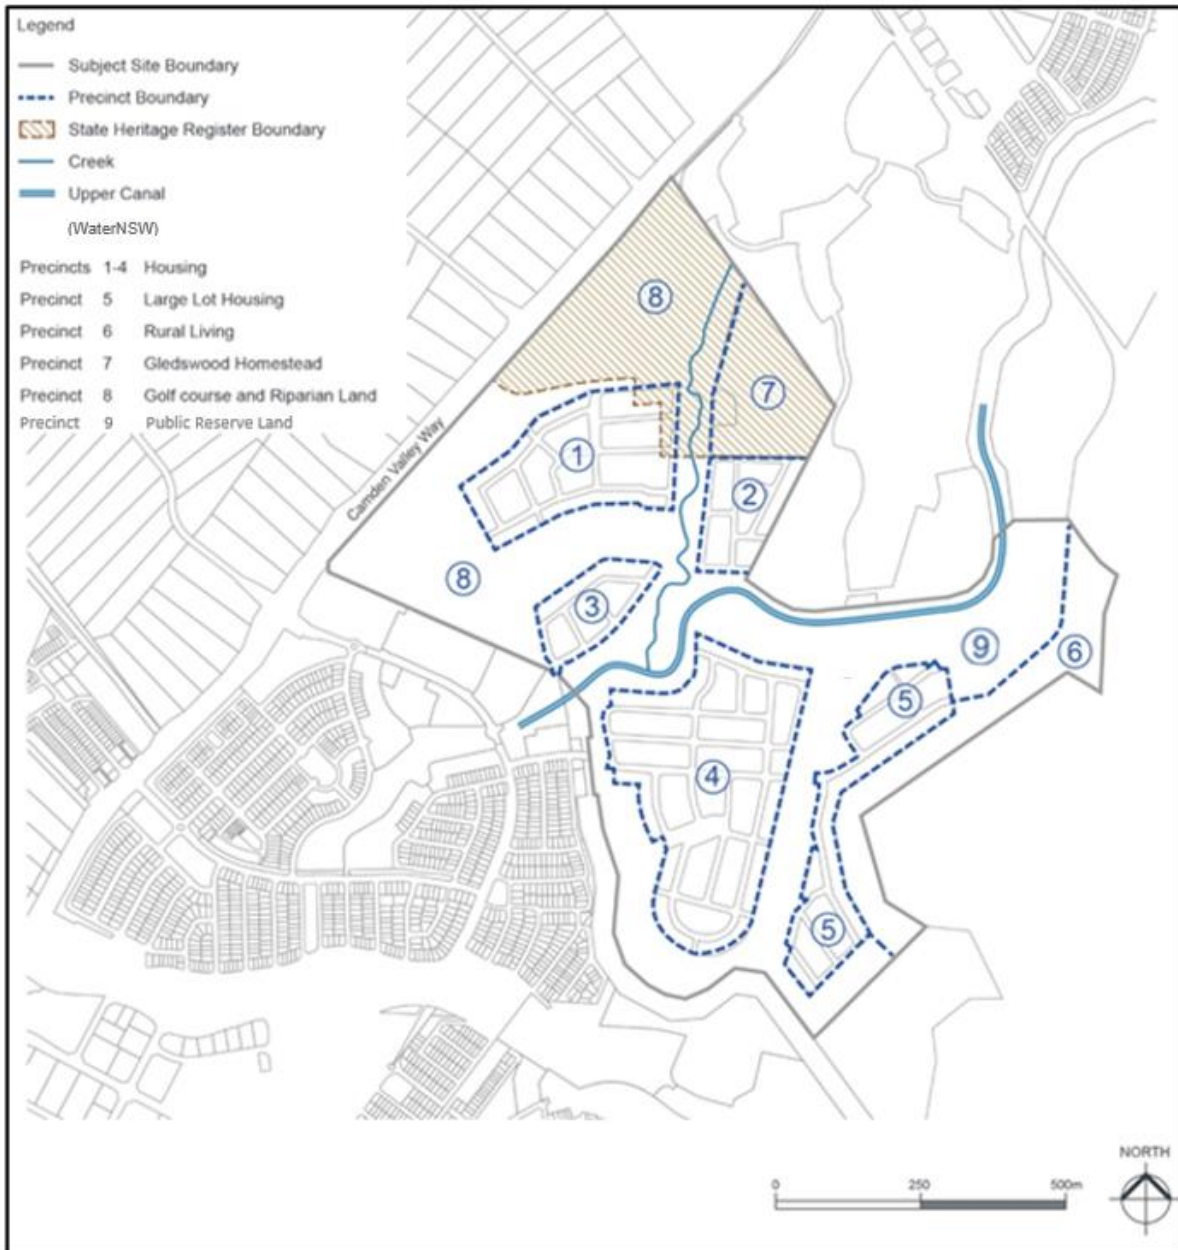 Legend
Subject Site Boundary
Precinct Boundary
State Heritage Register Boundary
Creek
Upper Canal
(WaterNSW)
Precincts 1-4 Housing
Precinct 5 Large Lot Housing
Precinct 6 Rural Living
Precinct 7 Gledswood Homestead
Precinct 8 Golf course and Riparian Land
Precinct 9 Public Reserve Land
Camden Valley Way
8
7
1
2
8
3
9
6
5
4
5
NORTH
0 250 500m